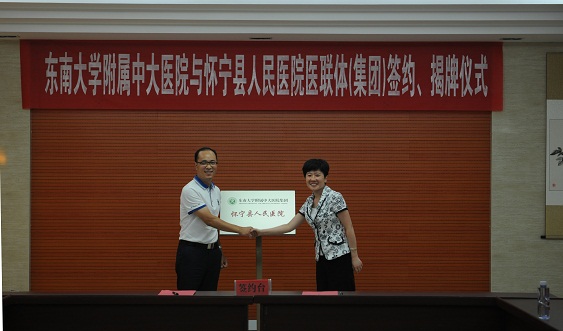 东南大学附属中大医院与怀宁县人民医院医联体(集团)签约、揭牌仪式
东南大学附属中大医院集团
怀宁县人民医院
签约台